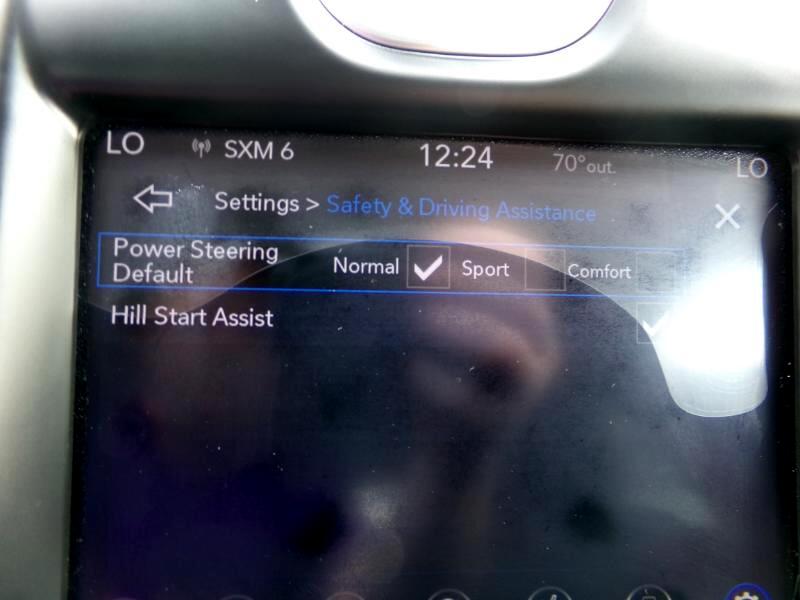 LO SXM 6 12:24 70° out. LO
Settings > Safety & Driving Assistance
Power Steering
Default Normal Sport Comfort
Hill Start Assist